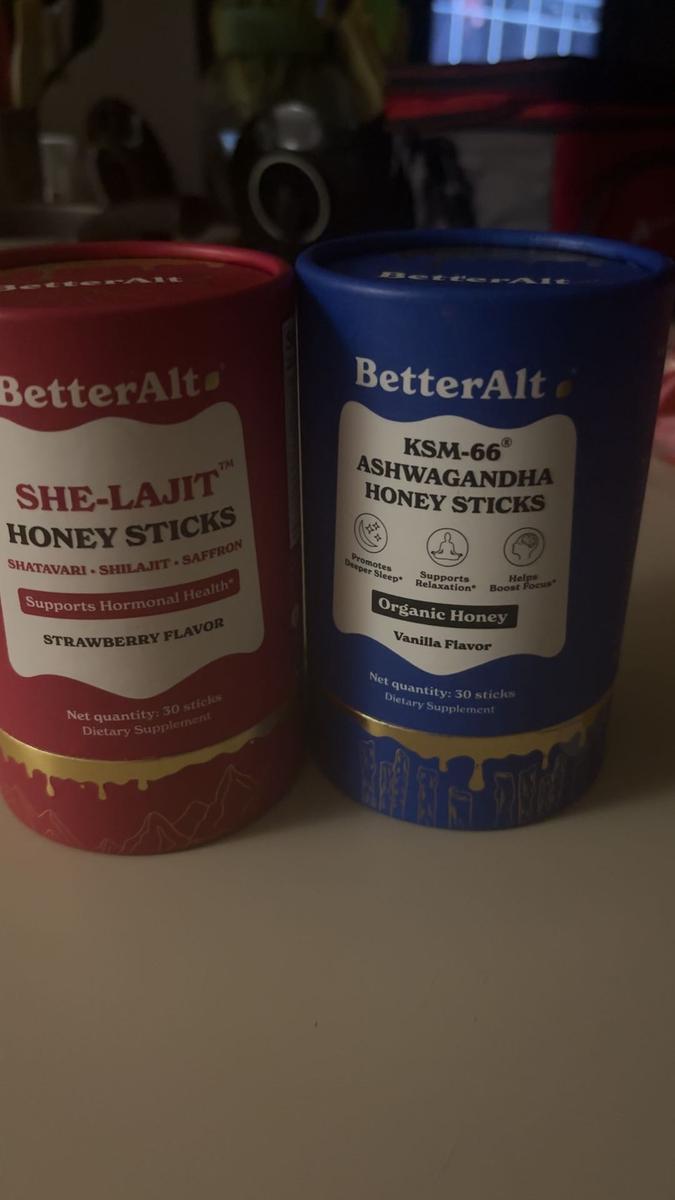 BetterAlt
BetterAlt
SHE-LAJIT™
HONEY STICKS
SHATAVARI • SHILAJIT • SAFFRON
Supports Hormonal Health*
STRAWBERRY FLAVOR
Net quantity: 30 sticks
Dietary Supplement
BetterAlt
BetterAlt
KSM-66®
ASHWAGANDHA
HONEY STICKS
Promotes
Deeper Sleep*
Supports
Relaxation*
Helps
Boost Focus*
Organic Honey
Vanilla Flavor
Net quantity: 30 sticks
Dietary Supplement